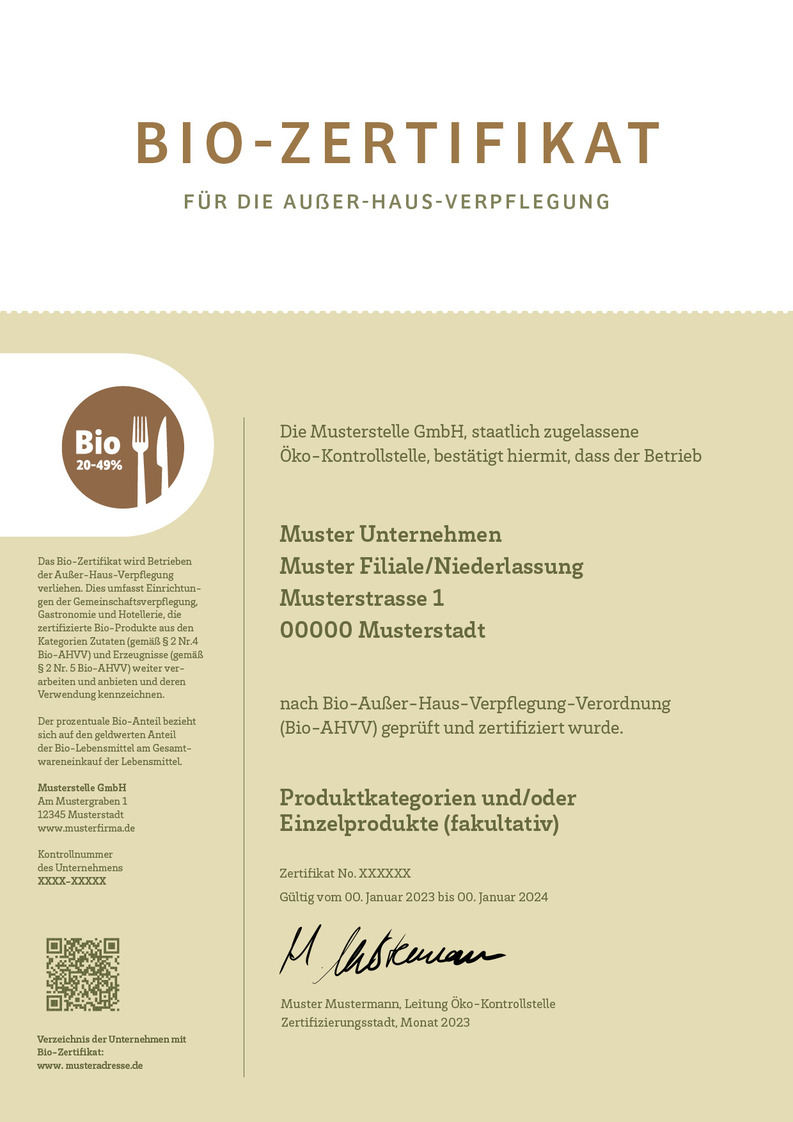 BIO-ZERTIFIKAT
FÜR DIE AUẞER-HAUS-VERPFLEGUNG
Bio
20-49%
Das Bio-Zertifikat wird Betrieben
der Außer-Haus-Verpflegung
verliehen. Dies umfasst Einrichtun-
gen der Gemeinschaftsverpflegung,
Gastronomie und Hotellerie, die
zertifizierte Bio-Produkte aus den
Kategorien Zutaten (gemäß § 2 Nr.4
Bio-AHVV) und Erzeugnisse (gemäß
§ 2 Nr. 5 Bio-AHVV) weiter ver-
arbeiten und anbieten und deren
Verwendung kennzeichnen.
Der prozentuale Bio-Anteil bezieht
sich auf den geldwerten Anteil
der Bio-Lebensmittel am Gesamt-
wareneinkauf der Lebensmittel.
Musterstelle GmbH
Am Mustergraben 1
12345 Musterstadt
www.musterfirma.de
Kontrollnummer
des Unternehmens
XXXX-XXXXX
Verzeichnis der Unternehmen mit
Bio-Zertifikat:
www. musteradresse.de
Die Musterstelle GmbH, staatlich zugelassene
Öko-Kontrollstelle, bestätigt hiermit, dass der Betrieb
Muster Unternehmen
Muster Filiale/Niederlassung
Musterstrasse 1
00000 Musterstadt
nach Bio-Außer-Haus-Verpflegung-Verordnung
(Bio-AHVV) geprüft und zertifiziert wurde.
Produktkategorien und/oder
Einzelprodukte (fakultativ)
Zertifikat No. XXXXXX
Gültig vom 00. Januar 2023 bis 00. Januar 2024
Muster Mustermann, Leitung Öko-Kontrollstelle
Zertifizierungsstadt, Monat 2023